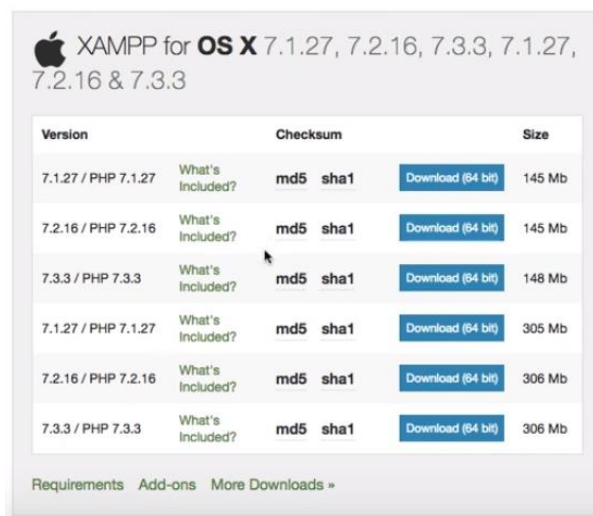 XAMPP for OS X 7.1.27, 7.2.16, 7.3.3, 7.1.27,
7.2.16 & 7.3.3
Version Checksum Size
7.1.27 / PHP 7.1.27 What's Included? md5 sha1 Download (64 bit) 145 Mb
7.2.16 / PHP 7.2.16 What's Included? md5 sha1 Download (64 bit) 145 Mb
7.3.3 / PHP 7.3.3 What's Included? md5 sha1 Download (64 bit) 148 Mb
7.1.27 / PHP 7.1.27 What's Included? md5 sha1 Download (64 bit) 305 Mb
7.2.16 / PHP 7.2.16 What's Included? md5 sha1 Download (64 bit) 306 Mb
7.3.3 / PHP 7.3.3 What's Included? md5 sha1 Download (64 bit) 306 Mb
Requirements Add-ons More Downloads »